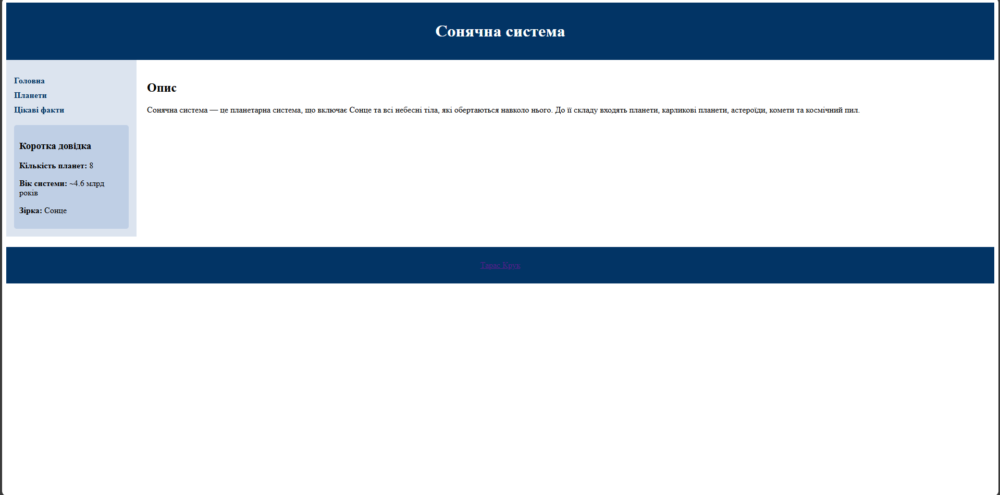 Сонячна система
Головна
Планети
Цікаві факти
Коротка довідка
Кількість планет: 8
Вік системи: ~4.6 млрд
років
Зірка: Сонце
Опис
Сонячна система — це планетарна система, що включає Сонце та всі небесні тіла, які обертаються навколо нього. До її складу входять планети, карликові планети, астероїди, комети та космічний пил.
Тарас Крук